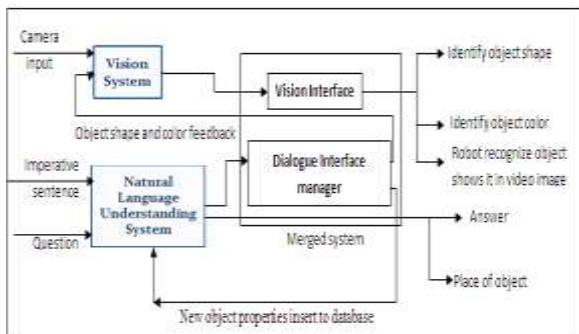 Camera
input
Vision
System
Vision Interface
Identify object shape
Identify object color
Robot recognize object
shows it in video image
Object shape and color feedback
Imperative
sentence
Natural
Language
Understanding
System
Question
Dialogue Interface
manager
Merged system
Answer
Place of object
New object properties insert to database